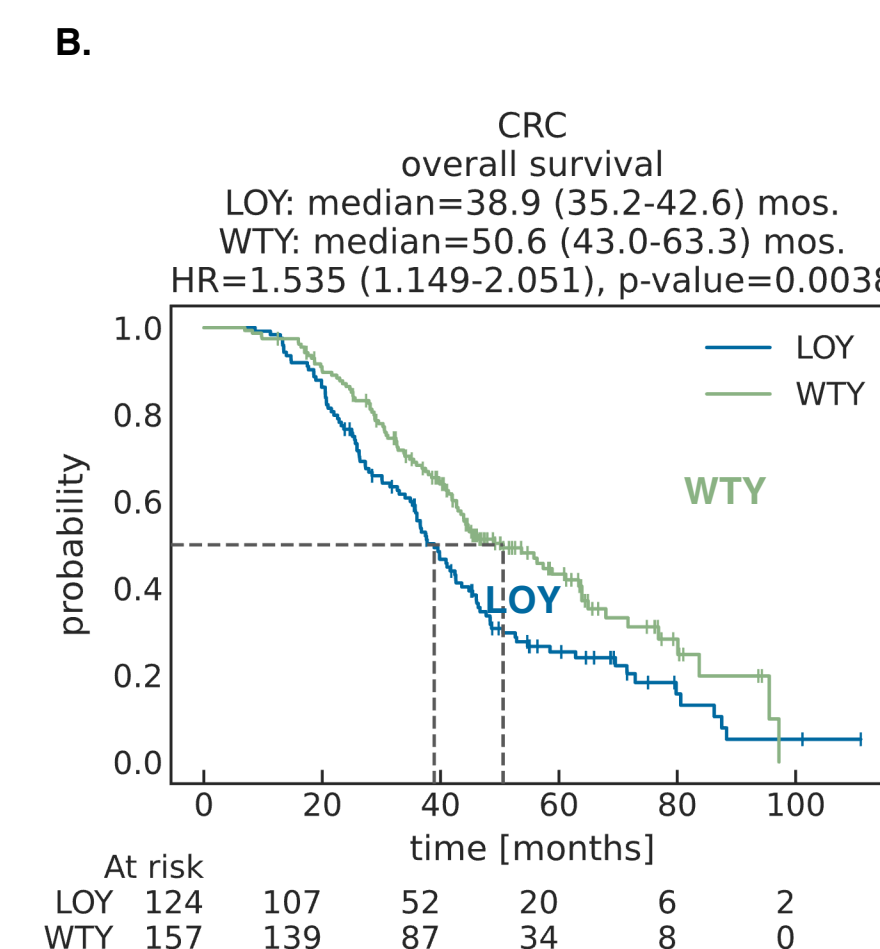 B.
CRC
overall survival
LOY: median=38.9 (35.2-42.6) mos.
WTY: median=50.6 (43.0-63.3) mos.
HR=1.535 (1.149-2.051), p-value=0.0038
1.0
0.8
0.6
0.4
0.2
0.0
probability
LOY
WTY
WTY
LOY
0 20 40 60 80 100
time [months]
At risk
LOY 124 107 52 20 6 2
WTY 157 139 87 34 8 0